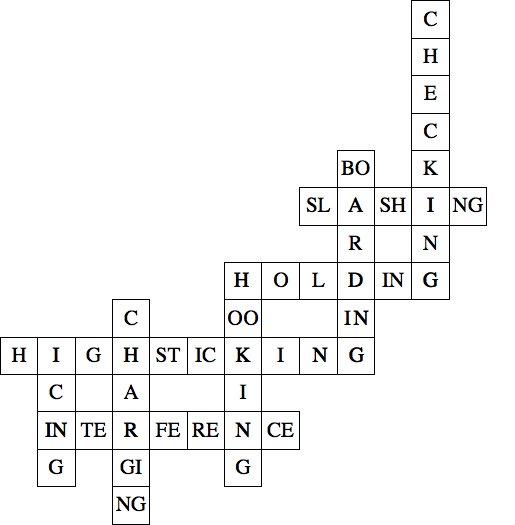 C
H
E
C
BO K
SL A SH I NG
R N
H O L D IN G
C OO IN
H I G H ST IC K I N G
C A I
IN TE R FE RE N CE
G GI G
NG